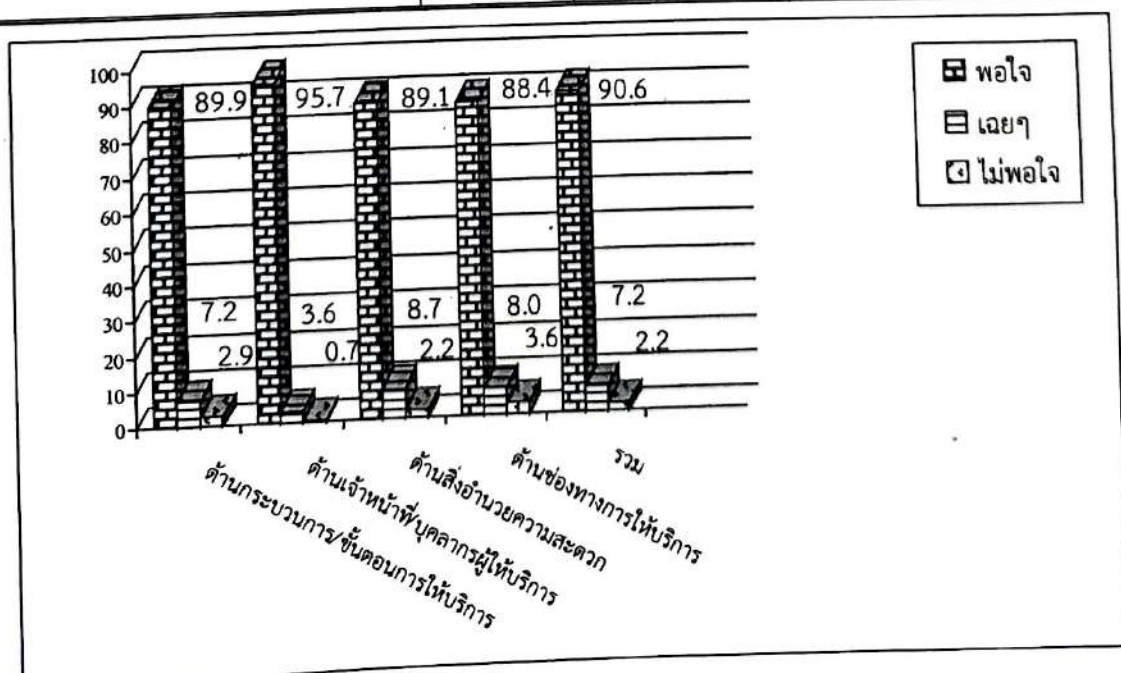 พอใจ
เฉยๆ
ไม่พอใจ
100
90
80
70
60
50
40
30
20
10
0
89.9 95.7 89.1 88.4 90.6
7.2 3.6 8.7 8.0 7.2
2.9 0.7 2.2 3.6 2.2
ด้านกระบวนการ/ขั้นตอนการให้บริการ
ด้านเจ้าหน้าที่/บุคลากรผู้ให้บริการ
ด้านสิ่งอำนวยความสะดวก
ด้านช่องทางการให้บริการ
รวม